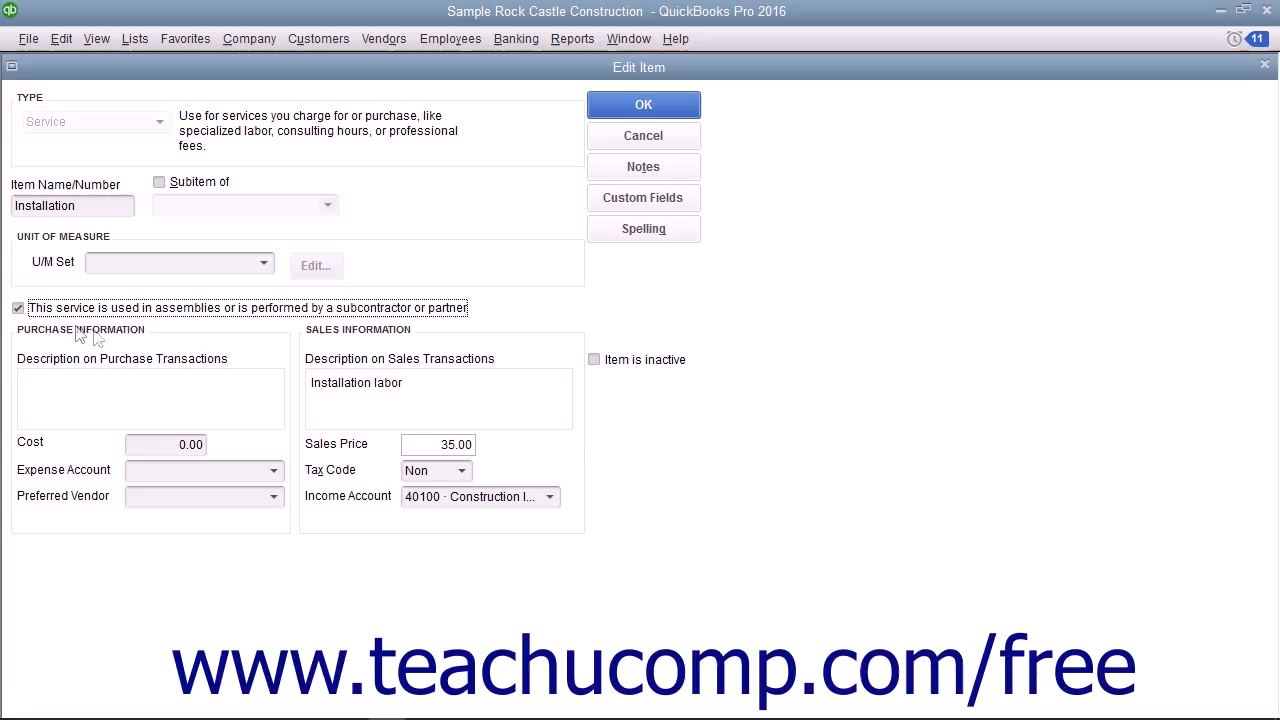 qb
Sample Rock Castle Construction - QuickBooks Pro 2016
File Edit View Lists Favorites Company Customers Vendors Employees Banking Reports Window Help
11
Edit Item
TYPE
Service
Use for services you charge for or purchase, like
specialized labor, consulting hours, or professional
fees.
OK
Cancel
Notes
Custom Fields
Spelling
Item Name/Number
Subitem of
Installation
UNIT OF MEASURE
U/M Set
Edit...
This service is used in assemblies or is performed by a subcontractor or partner
PURCHASE INFORMATION
Description on Purchase Transactions
Cost 0.00
Expense Account
Preferred Vendor
SALES INFORMATION
Description on Sales Transactions
Installation labor
Sales Price 35.00
Tax Code Non
Income Account 40100 · Construction I...
Item is inactive
www.teachucomp.com/free